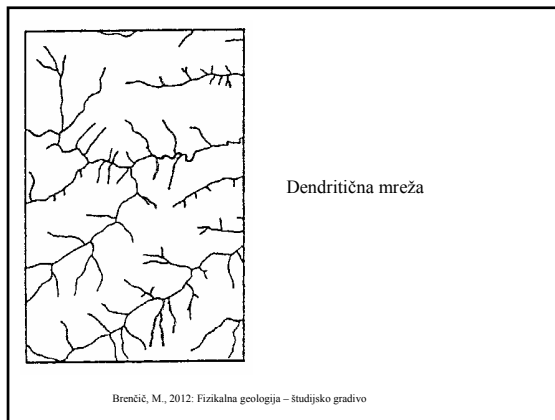 Dendritična mreža
Brenčič, M., 2012: Fizikalna geologija – študijsko gradivo